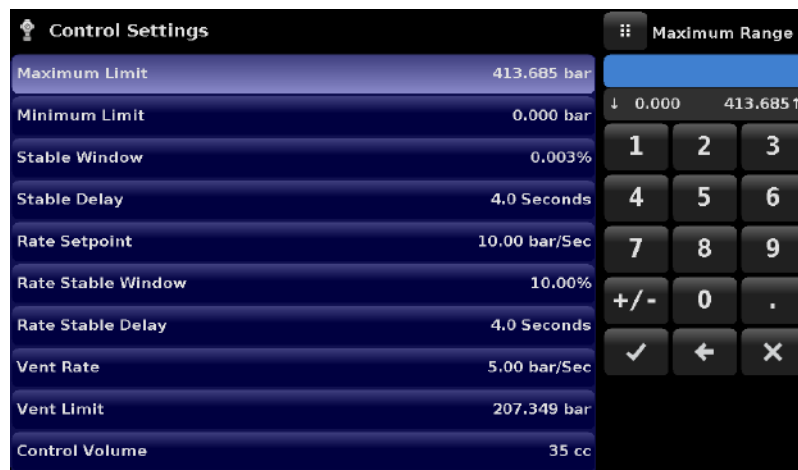 Control Settings
Maximum Limit 413.685 bar
Minimum Limit 0.000 bar
Stable Window 0.003%
Stable Delay 4.0 Seconds
Rate Setpoint 10.00 bar/Sec
Rate Stable Window 10.00%
Rate Stable Delay 4.0 Seconds
Vent Rate 5.00 bar/Sec
Vent Limit 207.349 bar
Control Volume 35 cc
Maximum Range
↓ 0.000 413.685↑
1 2 3
4 5 6
7 8 9
+/- 0 .